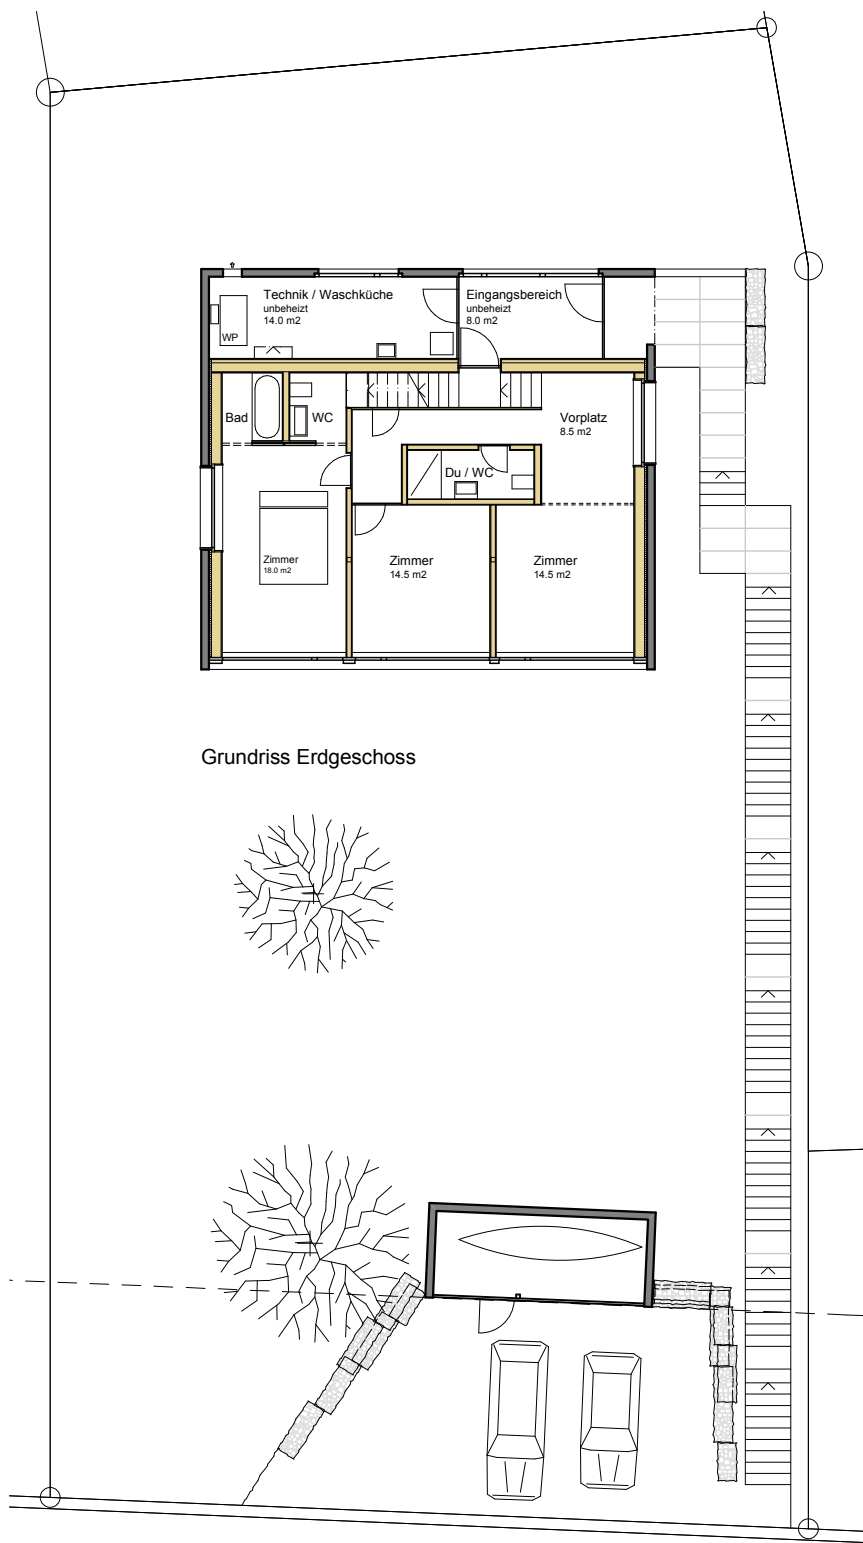 Technik / Waschküche
unbeheizt
14.0 m2
Eingangsbereich
unbeheizt
8.0 m2
WP
Bad
WC
Vorplatz
8.5 m2
Du / WC
Zimmer
18.0 m2
Zimmer
14.5 m2
Zimmer
14.5 m2
Grundriss Erdgeschoss